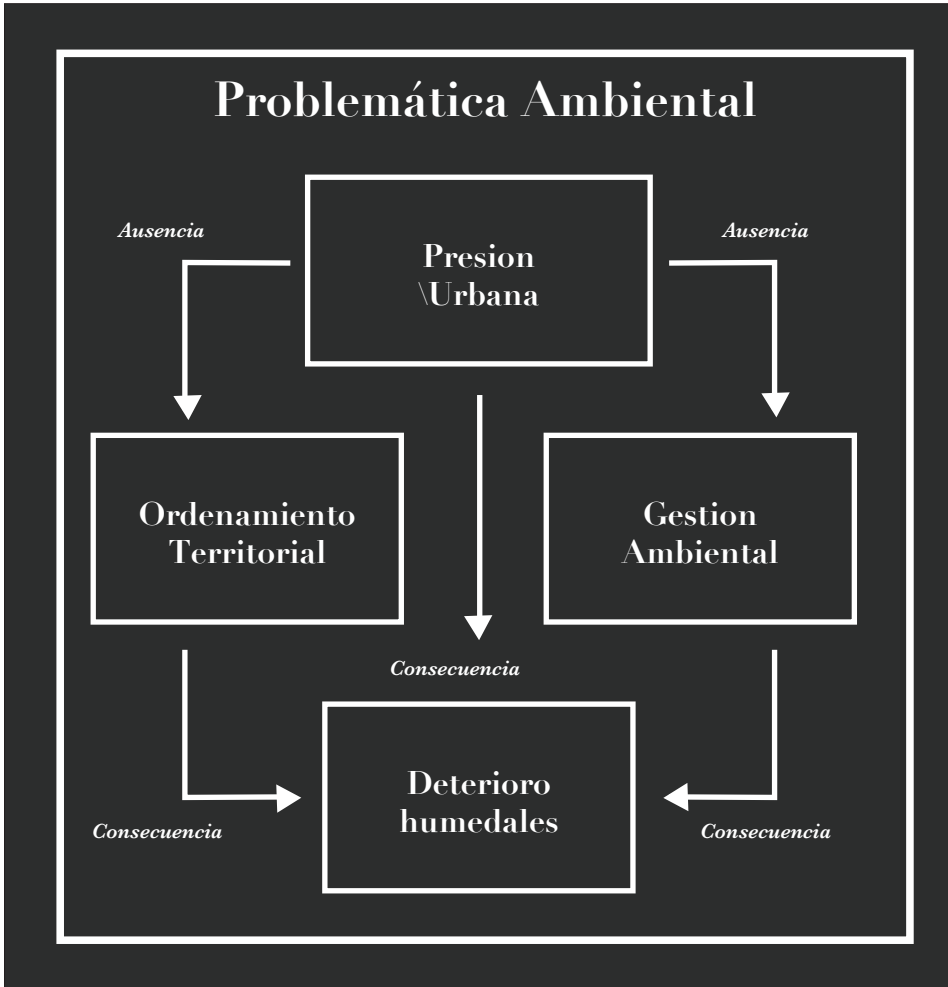 Problemática Ambiental
Ausencia
Ausencia
Presion
\Urbana
Ordenamiento
Territorial
Gestion
Ambiental
Consecuencia
Deterioro
humedales
Consecuencia
Consecuencia